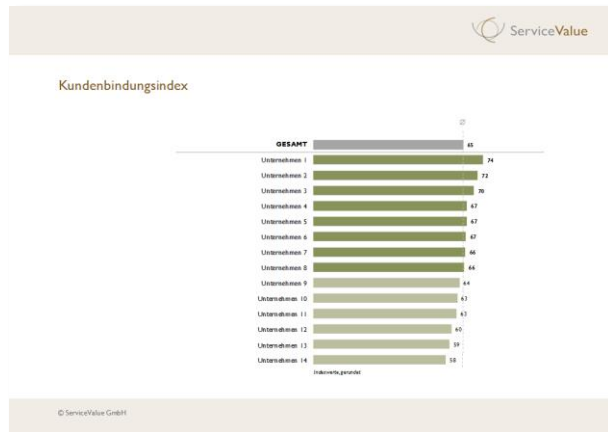 ServiceValue
Kundenbindungsindex
GESAMT 65
Unternehmen 1 74
Unternehmen 2 72
Unternehmen 3 70
Unternehmen 4 67
Unternehmen 5 67
Unternehmen 6 67
Unternehmen 7 66
Unternehmen 8 66
Unternehmen 9 64
Unternehmen 10 63
Unternehmen 11 63
Unternehmen 12 60
Unternehmen 13 59
Unternehmen 14 58
Indexwerte, gerundet
© ServiceValue GmbH